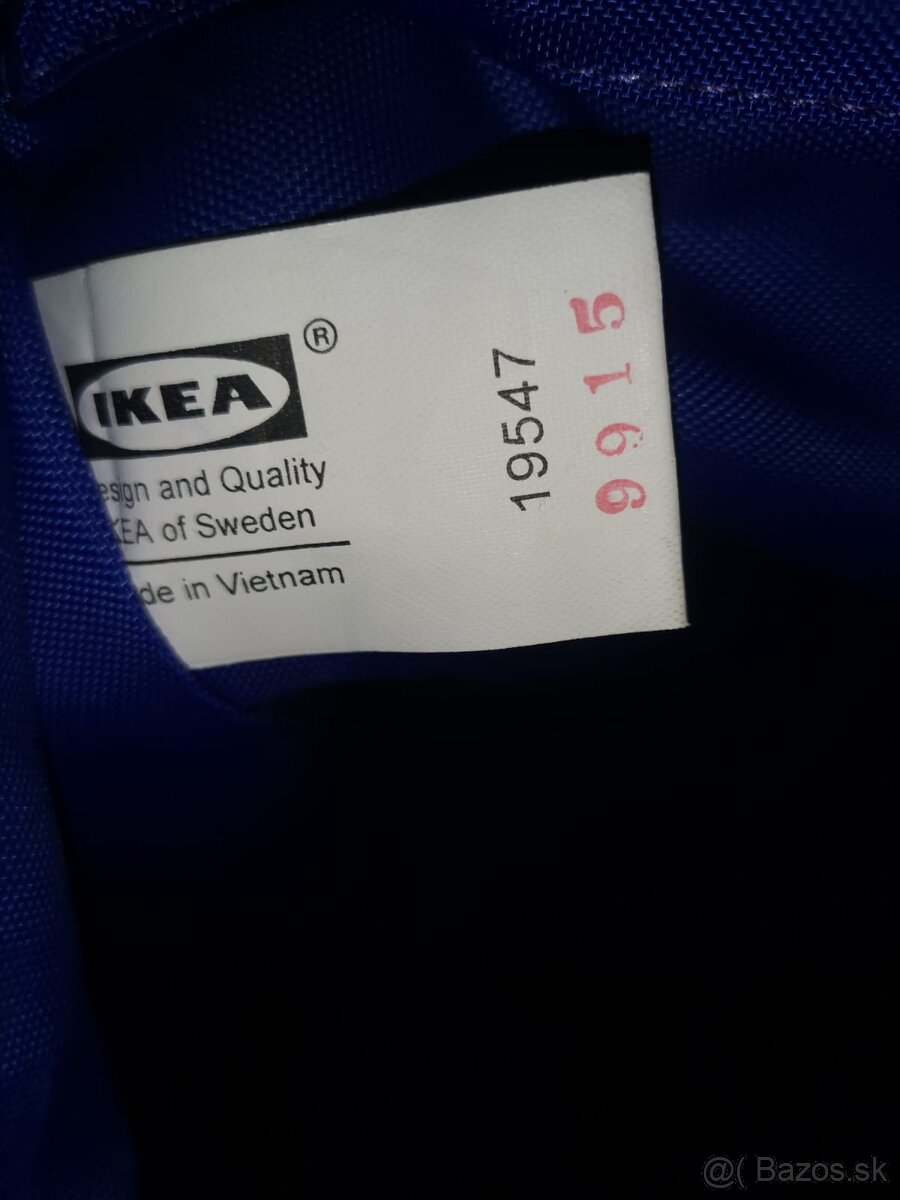 IKEA ®
esign and Quality
KEA of Sweden
de in Vietnam
19547
9915
@( Bazos.sk